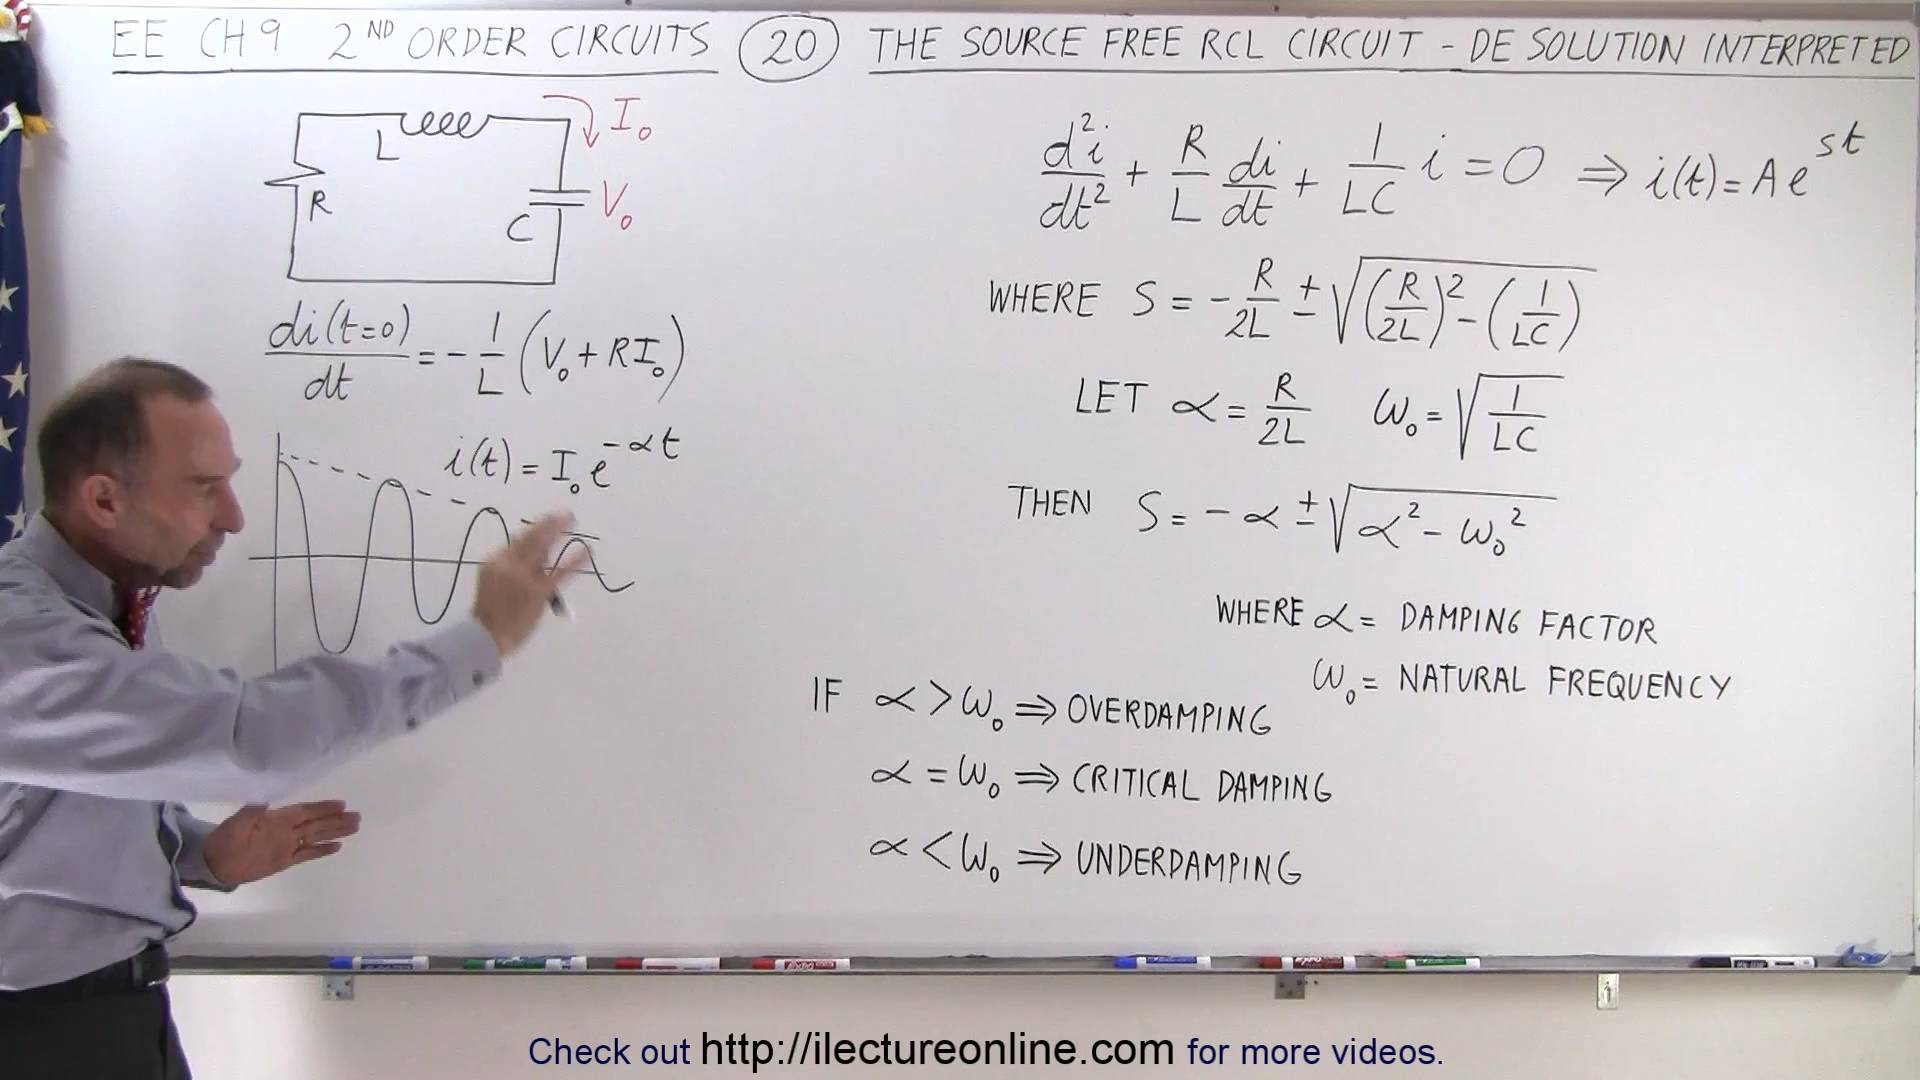 EE CH 9 2ND ORDER CIRCUITS 20 THE SOURCE FREE RCL CIRCUIT - DE SOLUTION INTERPRETED
L
R
C
I₀
V₀
di(t=0)/dt = -1/L (V₀ + RI₀)
i(t) = I₀e^(-αt)
d²i/dt² + R/L di/dt + 1/LC i = 0 ⇒ i(t) = Ae^(st)
WHERE S = -R/2L ± √((R/2L)² - (1/LC))
LET α = R/2L ω₀ = √(1/LC)
THEN S = -α ± √(α² - ω₀²)
WHERE α = DAMPING FACTOR
ω₀ = NATURAL FREQUENCY
IF α > ω₀ ⇒ OVERDAMPING
α = ω₀ ⇒ CRITICAL DAMPING
α < ω₀ ⇒ UNDERDAMPING
Check out http://ilectureonline.com for more videos.